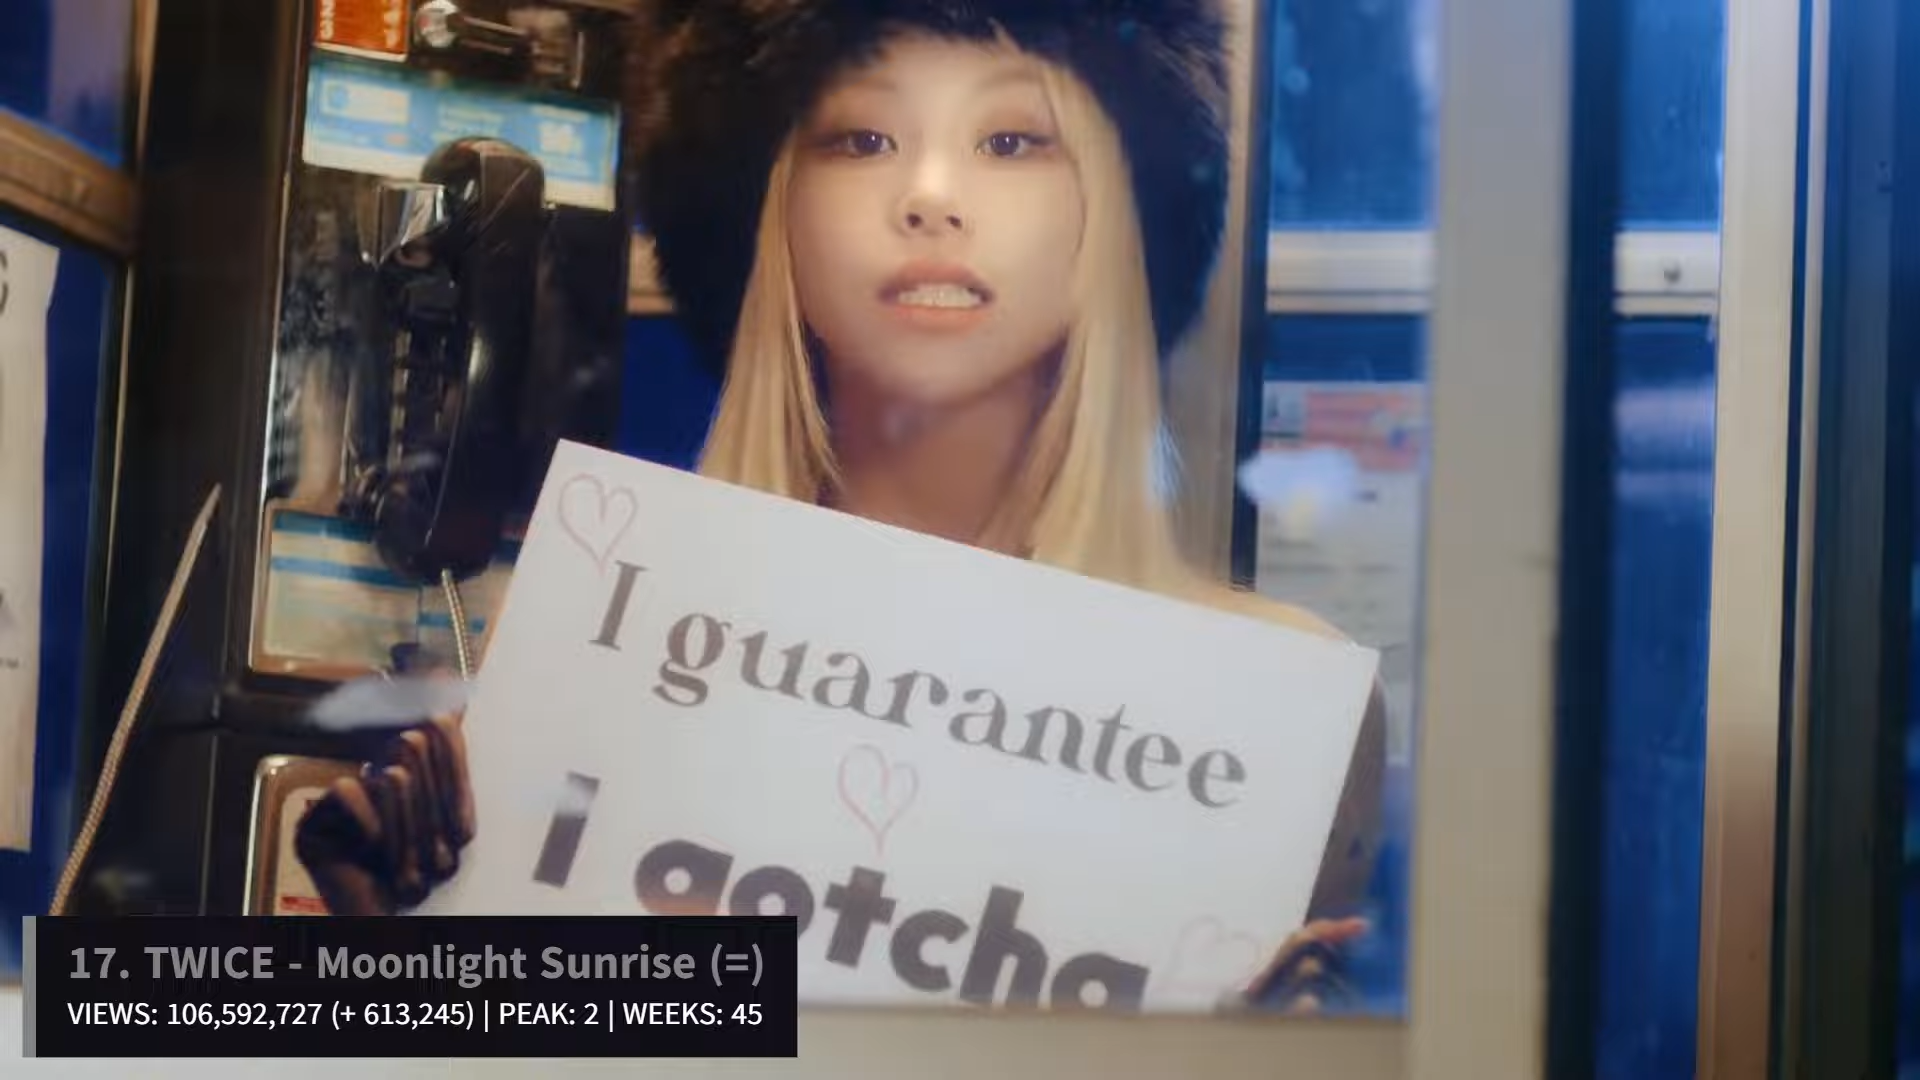 I guarantee
i gotcha
17. TWICE - Moonlight Sunrise (=)
VIEWS: 106,592,727 (+ 613,245) | PEAK: 2 | WEEKS: 45